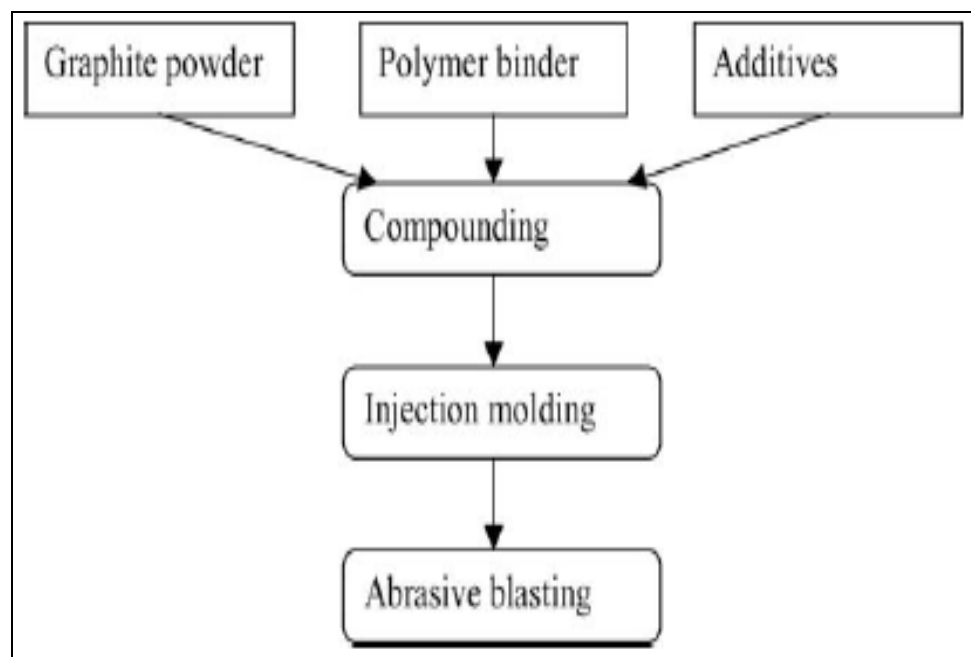 Graphite powder
Polymer binder
Additives
Compounding
Injection molding
Abrasive blasting